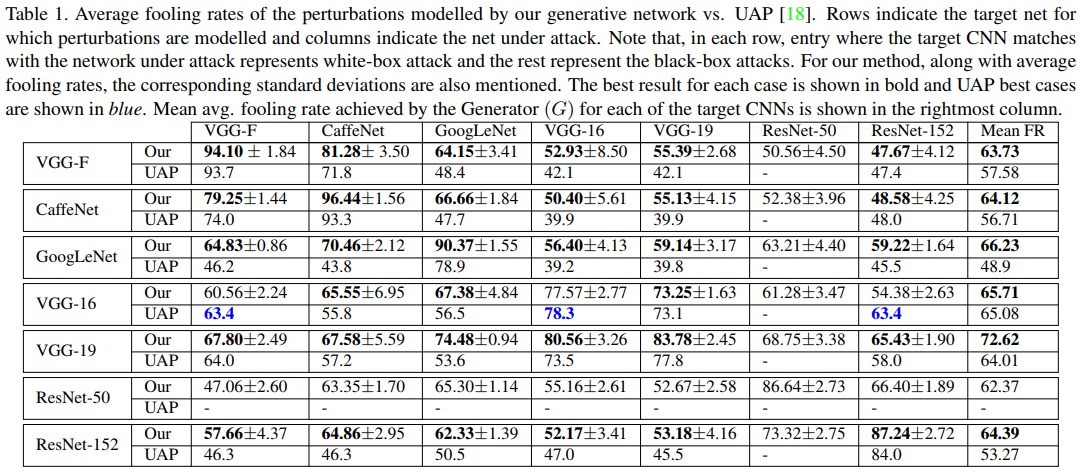 Table 1. Average fooling rates of the perturbations modelled by our generative network vs. UAP [18]. Rows indicate the target net for
which perturbations are modelled and columns indicate the net under attack. Note that, in each row, entry where the target CNN matches
with the network under attack represents white-box attack and the rest represent the black-box attacks. For our method, along with average
fooling rates, the corresponding standard deviations are also mentioned. The best result for each case is shown in bold and UAP best cases
are shown in blue. Mean avg. fooling rate achieved by the Generator (G) for each of the target CNNs is shown in the rightmost column.
VGG-F CaffeNet GoogLeNet VGG-16 VGG-19 ResNet-50 ResNet-152 Mean FR
VGG-F Our 94.10 ± 1.84 81.28± 3.50 64.15±3.41 52.93±8.50 55.39±2.68 50.56±4.50 47.67±4.12 63.73
UAP 93.7 71.8 48.4 42.1 42.1 - 47.4 57.58
CaffeNet Our 79.25±1.44 96.44±1.56 66.66±1.84 50.40±5.61 55.13±4.15 52.38±3.96 48.58±4.25 64.12
UAP 74.0 93.3 47.7 39.9 39.9 - 48.0 56.71
GoogLeNet Our 64.83±0.86 70.46±2.12 90.37±1.55 56.40±4.13 59.14±3.17 63.21±4.40 59.22±1.64 66.23
UAP 46.2 43.8 78.9 39.2 39.8 - 45.5 48.9
VGG-16 Our 60.56±2.24 65.55±6.95 67.38±4.84 77.57±2.77 73.25±1.63 61.28±3.47 54.38±2.63 65.71
UAP 63.4 55.8 56.5 78.3 73.1 - 63.4 65.08
VGG-19 Our 67.80±2.49 67.58±5.59 74.48±0.94 80.56±3.26 83.78±2.45 68.75±3.38 65.43±1.90 72.62
UAP 64.0 57.2 53.6 73.5 77.8 - 58.0 64.01
ResNet-50 Our 47.06±2.60 63.35±1.70 65.30±1.14 55.16±2.61 52.67±2.58 86.64±2.73 66.40±1.89 62.37
UAP - - - - - - - -
ResNet-152 Our 57.66±4.37 64.86±2.95 62.33±1.39 52.17±3.41 53.18±4.16 73.32±2.75 87.24±2.72 64.39
UAP 46.3 46.3 50.5 47.0 45.5 - 84.0 53.27